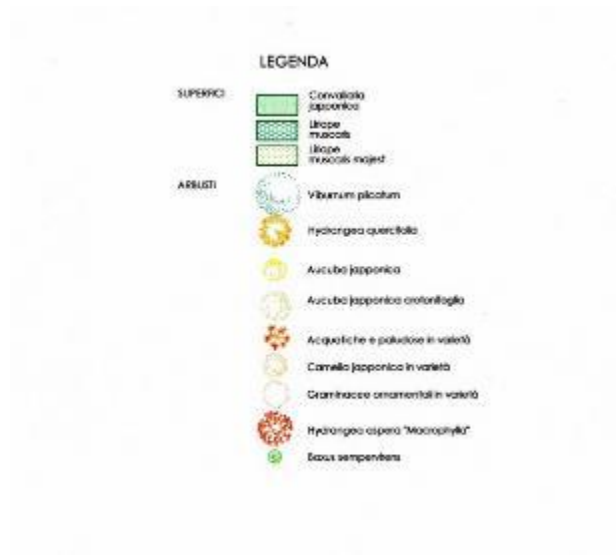 LEGENDA
SUPERFICI
Convallaria
japponica
Liriope
muscaris
Liriope
muscaris majest
ARBUSTI
Viburnum plicatum
Hydrangea quercifolia
Aucuba japponica
Aucuba japponica crotonifoglia
Acquatiche e paludose in varietà
Camelia japponica in varietà
Graminacee ornamentali in varietà
Hydrangea aspera "Macrophylla"
Boxus sempervirens